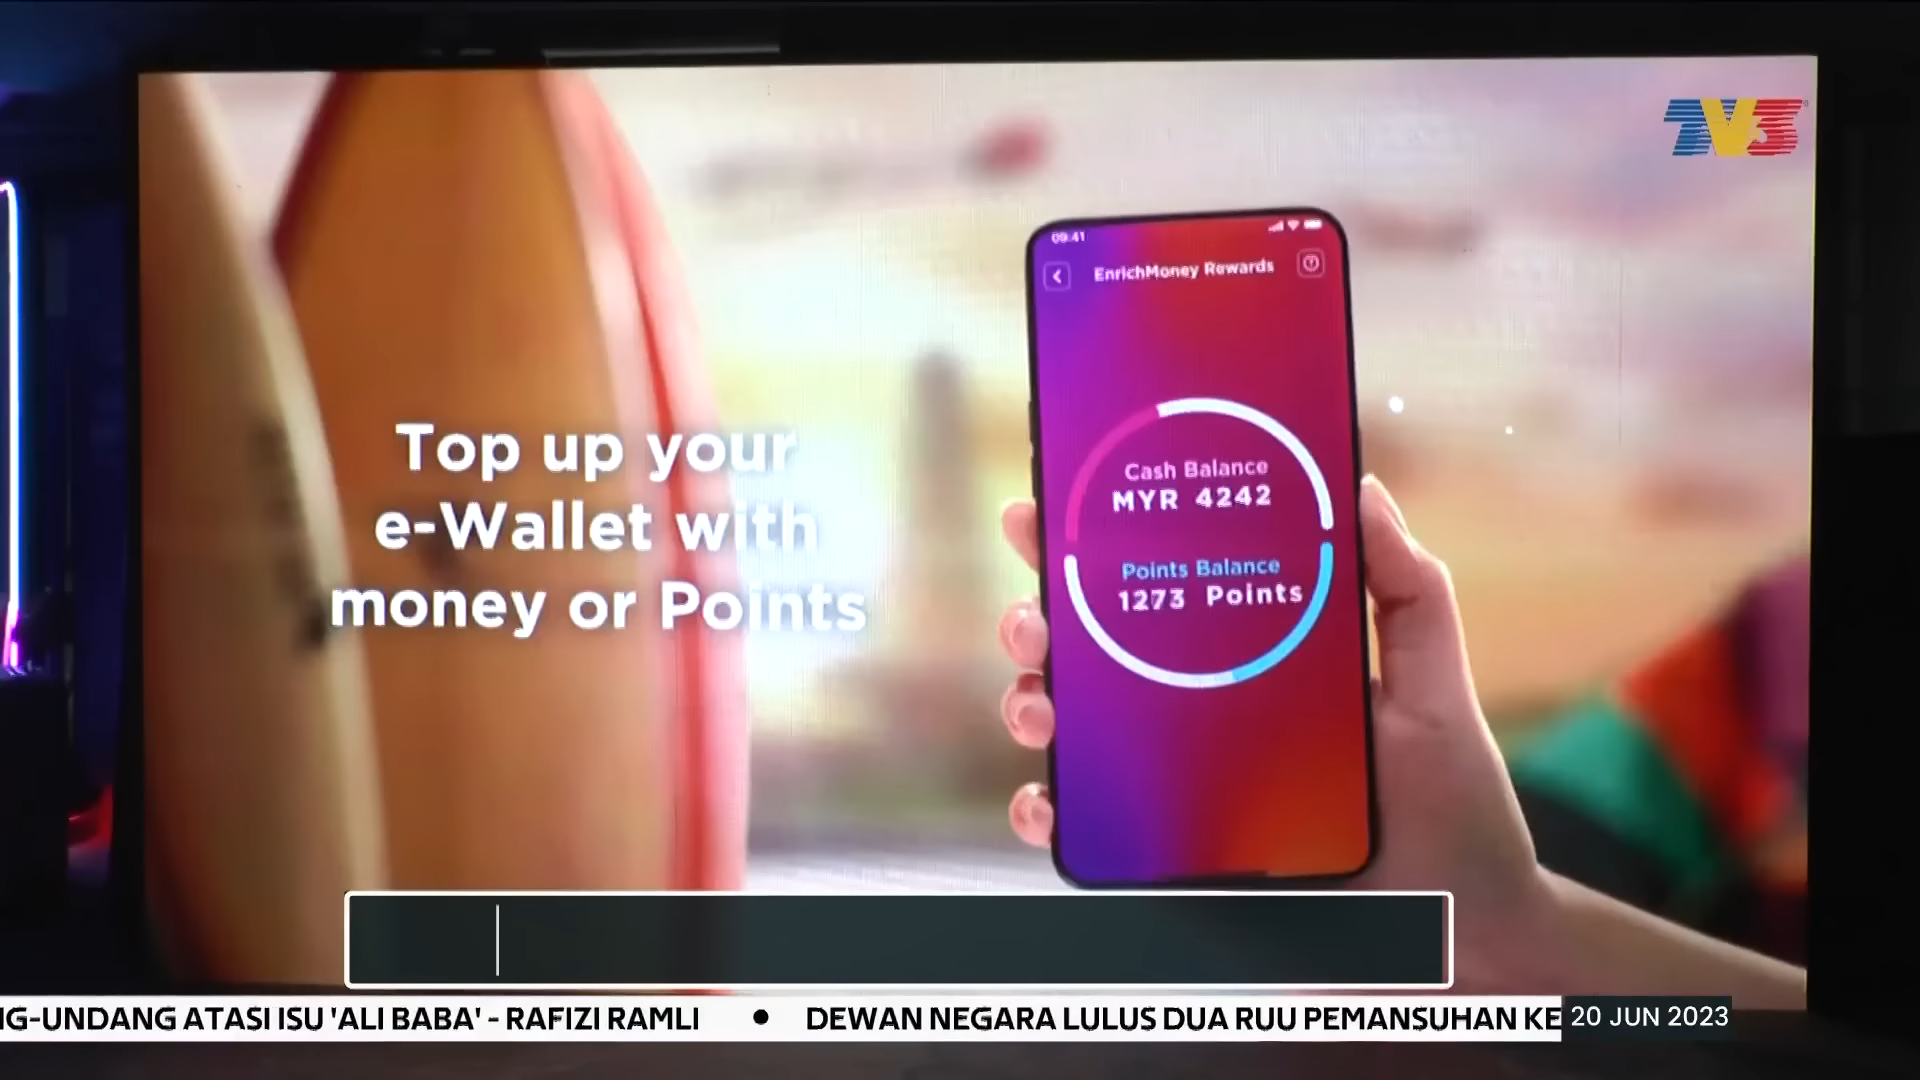 TV3
09:41
EnrichMoney Rewards
Top up your
e-Wallet with
money or Points
Cash Balance
MYR 4242
Points Balance
1273 Points
NG-UNDANG ATASI ISU 'ALI BABA' - RAFIZI RAMLI • DEWAN NEGARA LULUS DUA RUU PEMANSUHAN KE
20 JUN 2023